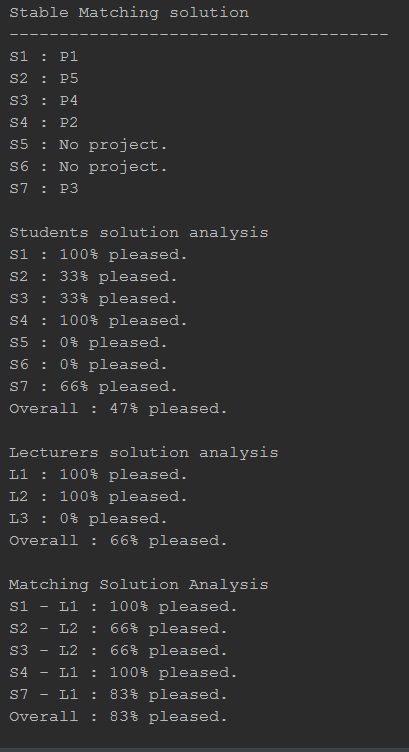 Stable Matching solution
--------------------------------------
S1 : P1
S2 : P5
S3 : P4
S4 : P2
S5 : No project.
S6 : No project.
S7 : P3
Students solution analysis
S1 : 100% pleased.
S2 : 33% pleased.
S3 : 33% pleased.
S4 : 100% pleased.
S5 : 0% pleased.
S6 : 0% pleased.
S7 : 66% pleased.
Overall : 47% pleased.
Lecturers solution analysis
L1 : 100% pleased.
L2 : 100% pleased.
L3 : 0% pleased.
Overall : 66% pleased.
Matching Solution Analysis
S1 - L1 : 100% pleased.
S2 - L2 : 66% pleased.
S3 - L2 : 66% pleased.
S4 - L1 : 100% pleased.
S7 - L1 : 83% pleased.
Overall : 83% pleased.